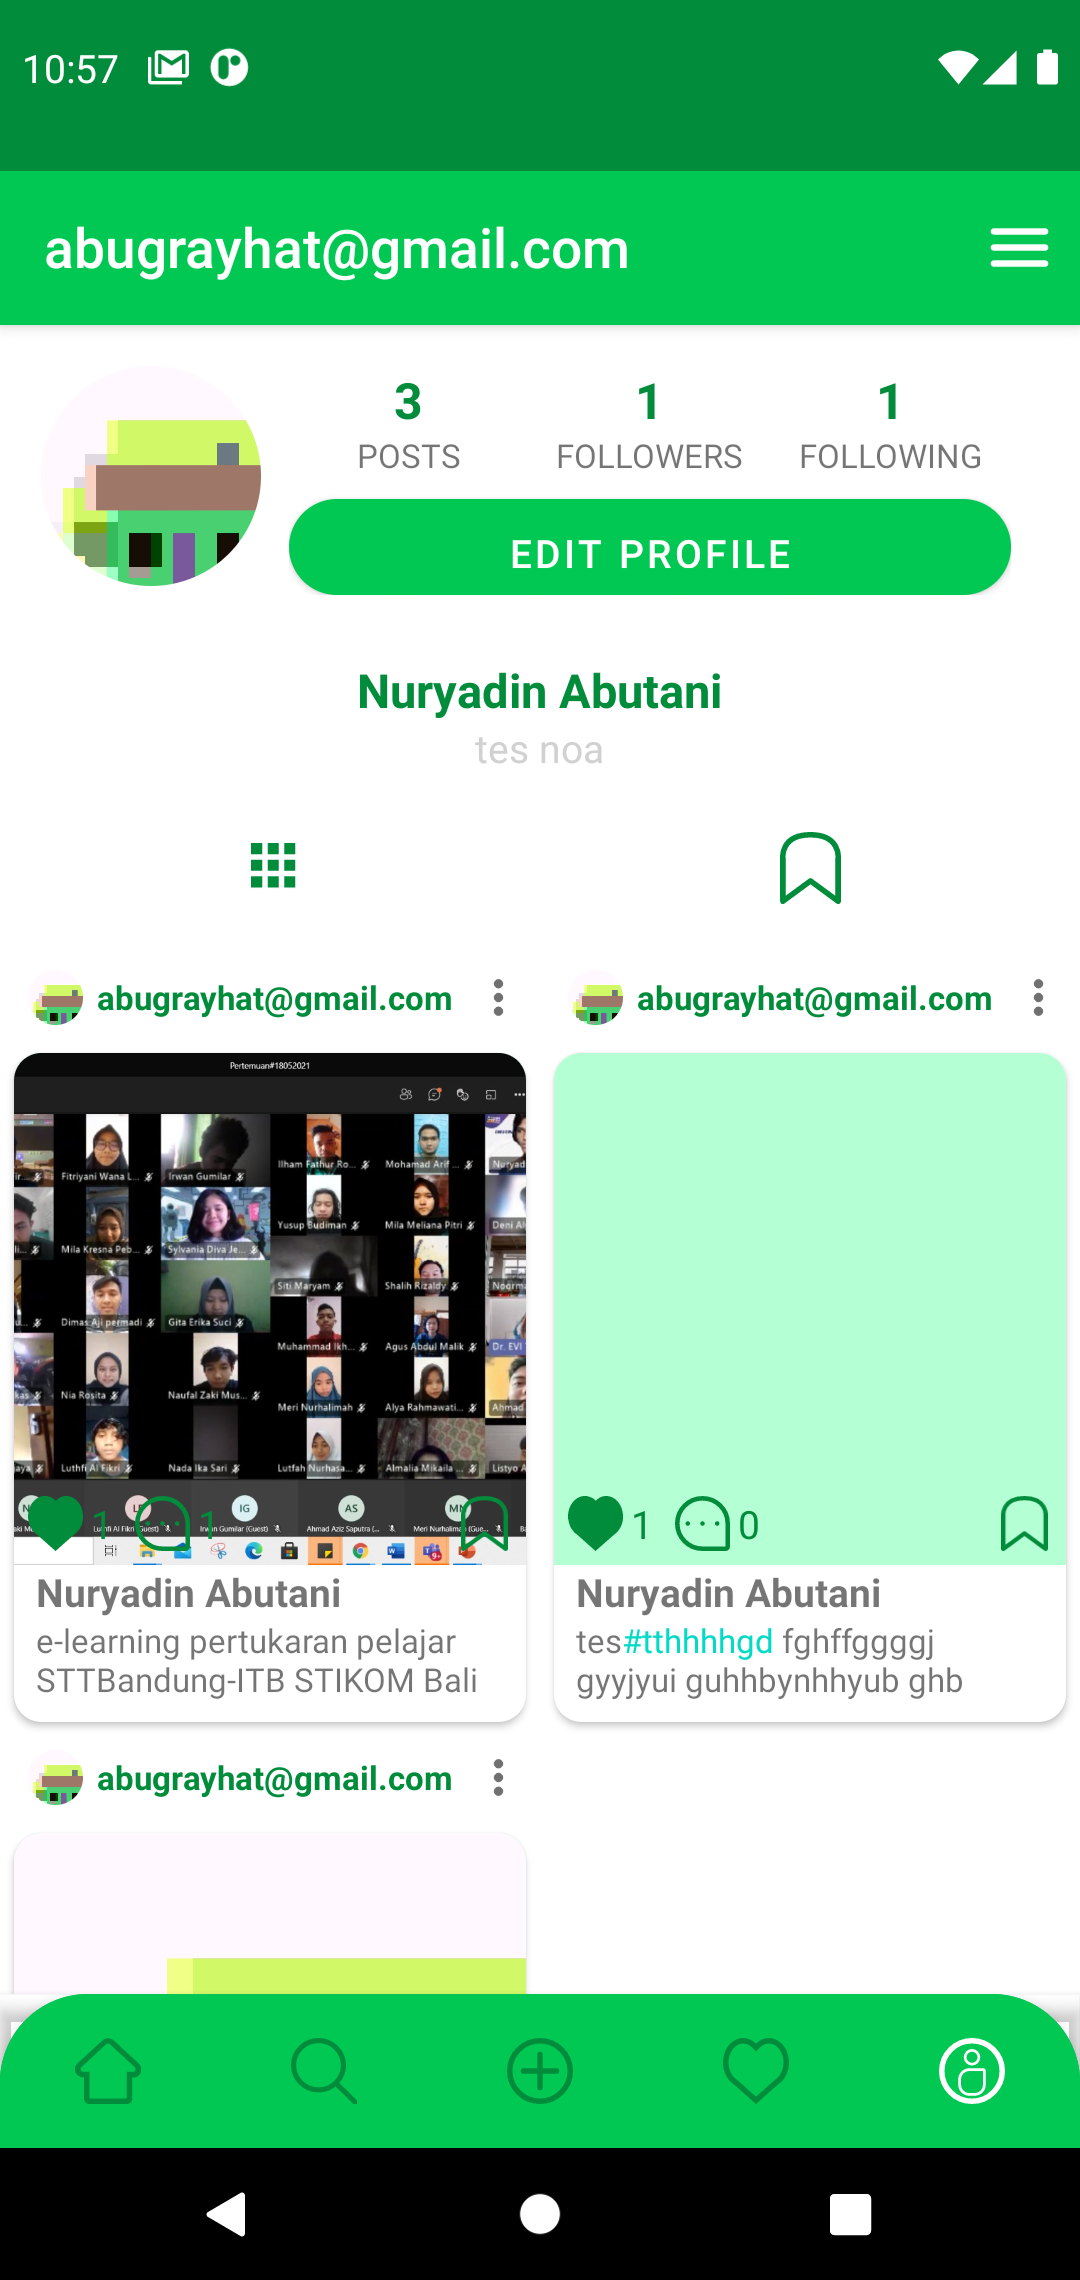 10:57
abugrayhat@gmail.com
3
POSTS
1
FOLLOWERS
1
FOLLOWING
EDIT PROFILE
Nuryadin Abutani
tes noa
abugrayhat@gmail.com
Pertemuan#18052021
Fitriyani Wana L...
Irwan Gumilar
Ilham Fathur Ro...
Mohamad Arif ...
Nuryad
Yusup Budiman
Mila Meliana Pitri
Deni Al
Mila Kresna Peb...
Sylvania Diva Je...
Siti Maryam
Shalih Rizaldy
Noorma
Dimas Aji permadi
Gita Erika Suci
Muhammad Ikh...
Agus Abdul Malik
Dr. EVI
Nia Rosita
Naufal Zaki Mus...
Meri Nurhalimah
Alya Rahmawati...
Ahmad
Luthfi Al Fikri
Nada Ika Sari
Lutfah Nurhasa...
Almalia Mikaila ...
Listyo A
IG
AS
Luthfi Al Fikri (Guest)
Irwan Gumilar (Guest)
Ahmad Aziz Saputra (...
Meri Nurhalimah (Gue...
1
1
Nuryadin Abutani
e-learning pertukaran pelajar
STTBandung-ITB STIKOM Bali
abugrayhat@gmail.com
1
0
Nuryadin Abutani
tes#tthhhhgd fghffggggj
gyyjyui guhhbynhhyub ghb
abugrayhat@gmail.com